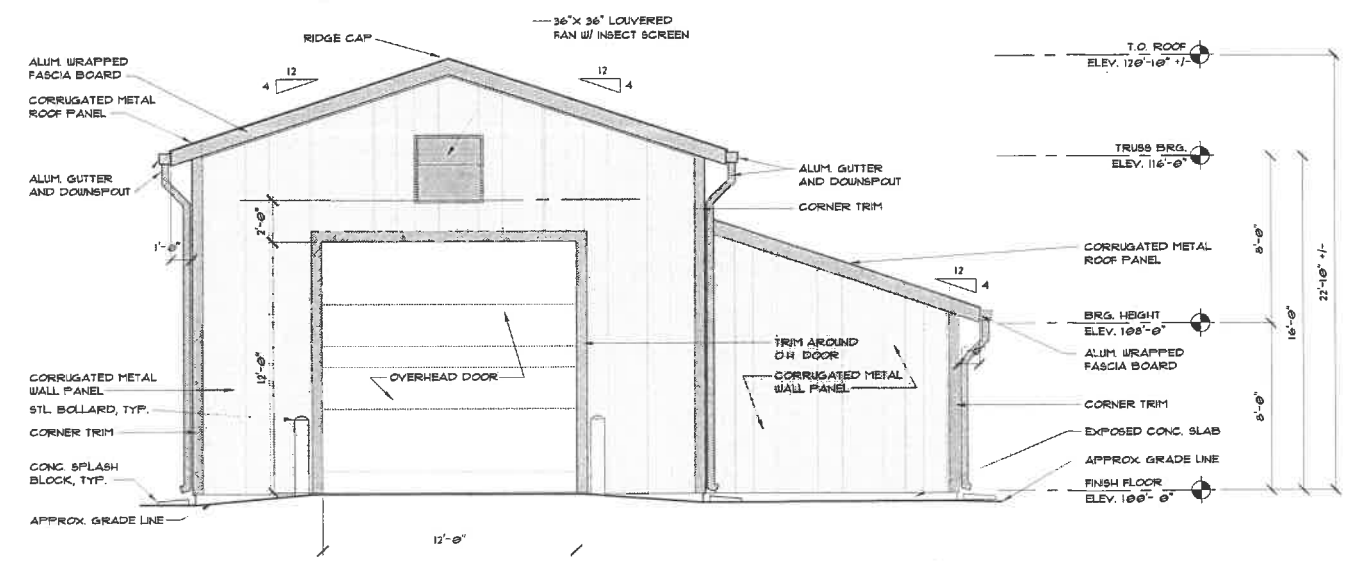 36"X 36" LOUVERED
FAN W/ INSECT SCREEN
RIDGE CAP
12
4
12
4
ALUM. WRAPPED
FASCIA BOARD
CORRUGATED METAL
ROOF PANEL
ALUM. GUTTER
AND DOWNSPOUT
1'-0"
2'-0"
12'-0"
CORRUGATED METAL
WALL PANEL
STL. BOLLARD, TYP.
CORNER TRIM
CONC. SPLASH
BLOCK, TYP.
APPROX. GRADE LINE
12'-0"
OVERHEAD DOOR
TRIM AROUND
O.H. DOOR
CORRUGATED METAL
WALL PANEL
ALUM. GUTTER
AND DOWNSPOUT
CORNER TRIM
12
4
T.O. ROOF
ELEV. 120'-10" +/-
TRUSS BRG.
ELEV. 116'-0"
CORRUGATED METAL
ROOF PANEL
BRG. HEIGHT
ELEV. 108'-0"
ALUM. WRAPPED
FASCIA BOARD
CORNER TRIM
EXPOSED CONC. SLAB
APPROX. GRADE LINE
FINISH FLOOR
ELEV. 100'- 0"
8'-0"
8'-0"
16'-0"
22'-10" +/-